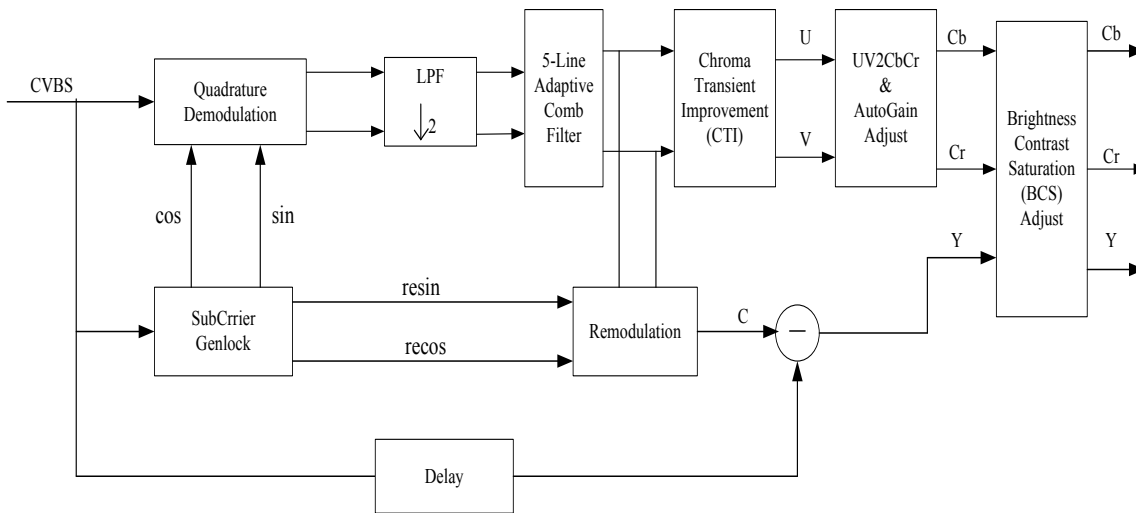 CVBS
Quadrature
Demodulation
LPF
2
5-Line
Adaptive
Comb
Filter
Chroma
Transient
Improvement
(CTI)
U
V
UV2CbCr
&
AutoGain
Adjust
Cb
Cr
Y
Brightness
Contrast
Saturation
(BCS)
Adjust
Cb
Cr
Y
cos
sin
SubCrrier
Genlock
resin
recos
Remodulation
C
—
Delay